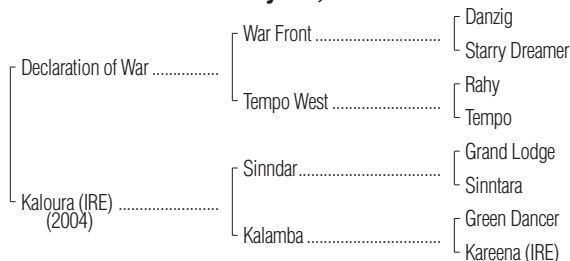 Danzig
War Front ......................................
Starry Dreamer
Declaration of War ................
Rahy
Tempo West .................................
Tempo
Grand Lodge
Sinndar ..........................................
Sinntara
Kaloura (IRE) ........................
(2004)
Green Dancer
Kalamba ........................................
Kareena (IRE)